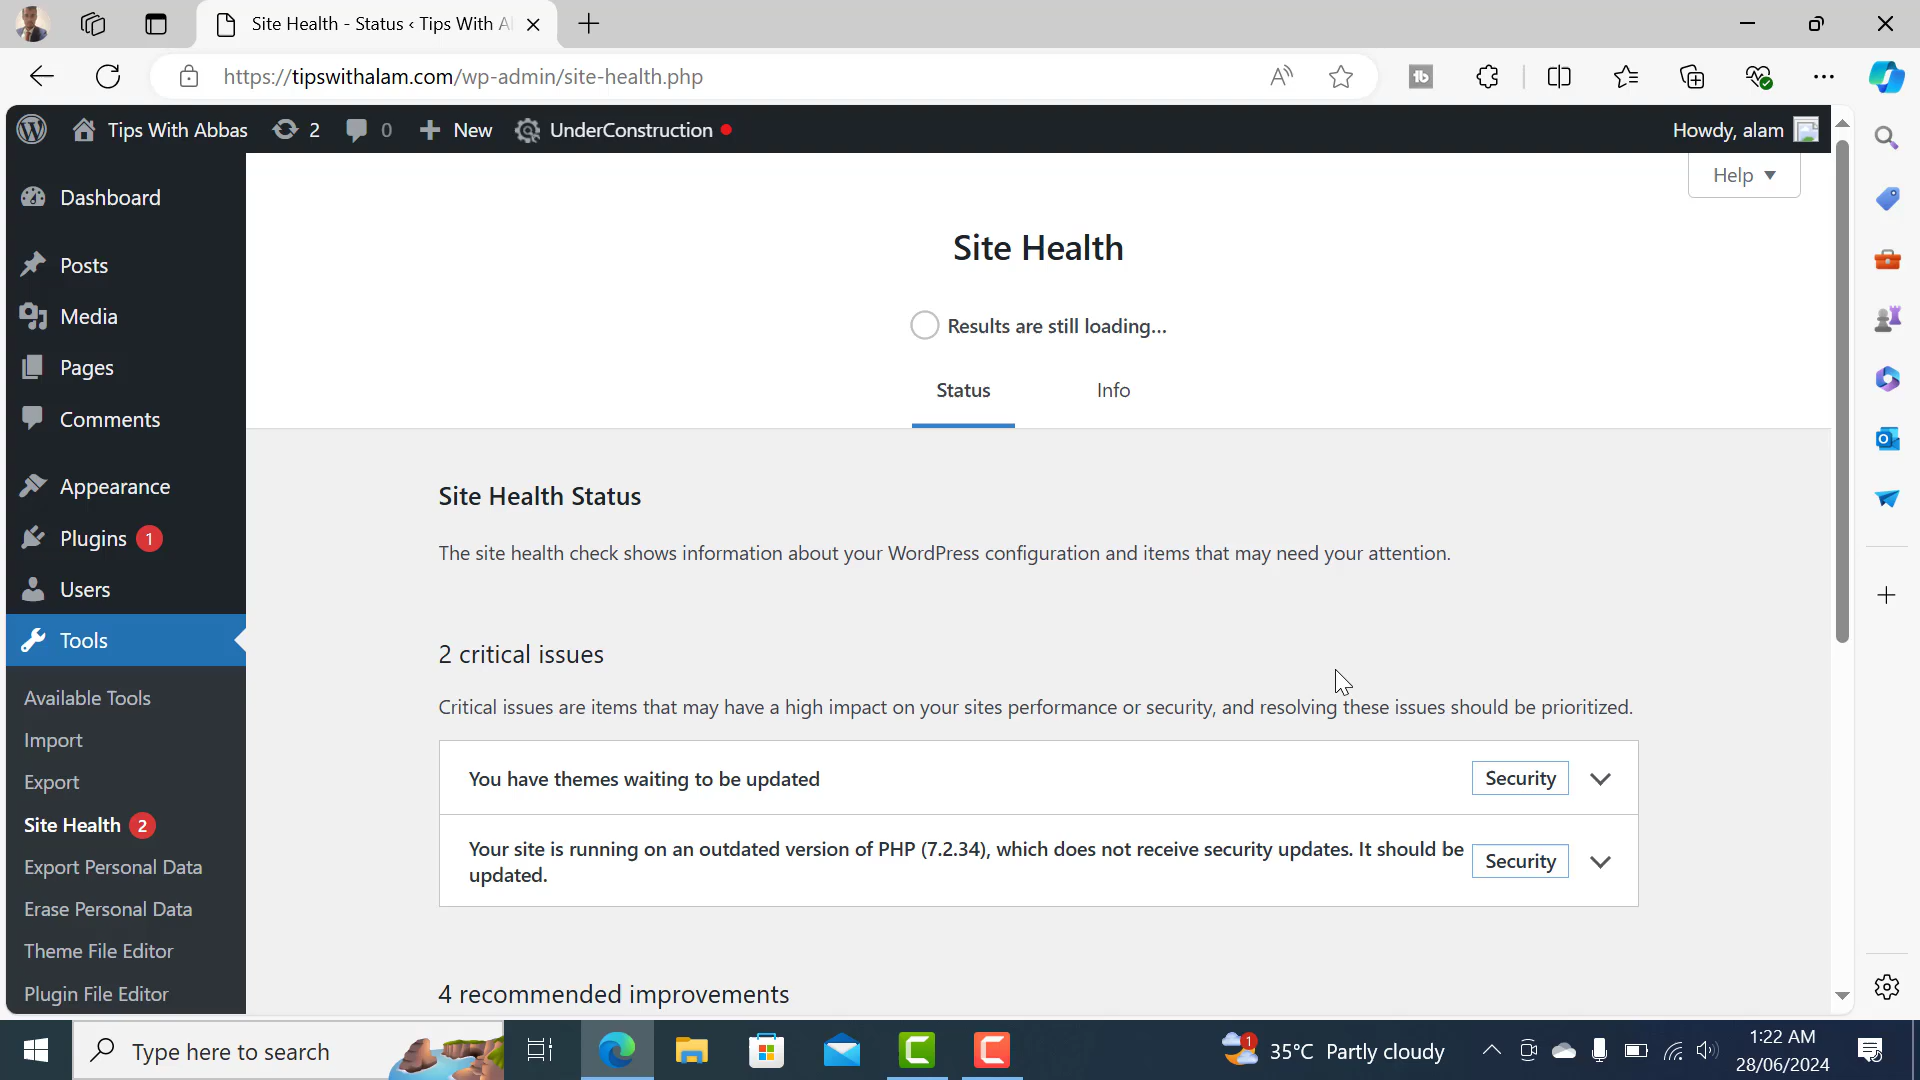 Site Health - Status ‹ Tips With Al
https://tipswithalam.com/wp-admin/site-health.php
Tips With Abbas
2
0
New
UnderConstruction
Howdy, alam
Help
Dashboard
Posts
Media
Pages
Comments
Appearance
Plugins 1
Users
Tools
Available Tools
Import
Export
Site Health 2
Export Personal Data
Erase Personal Data
Theme File Editor
Plugin File Editor
Site Health
Results are still loading...
Status
Info
Site Health Status
The site health check shows information about your WordPress configuration and items that may need your attention.
2 critical issues
Critical issues are items that may have a high impact on your sites performance or security, and resolving these issues should be prioritized.
You have themes waiting to be updated
Security
Your site is running on an outdated version of PHP (7.2.34), which does not receive security updates. It should be
updated.
Security
4 recommended improvements
Type here to search
1
35°C Partly cloudy
1:22 AM
28/06/2024